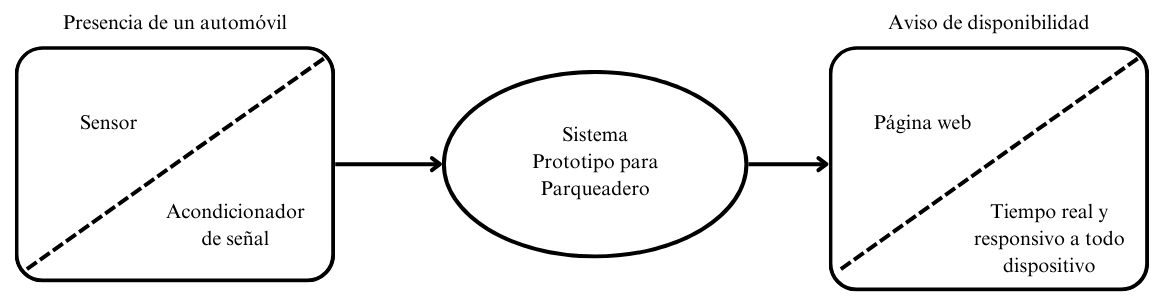 Presencia de un automóvil
Sensor
Acondicionador
de señal
Sistema
Prototipo para
Parqueadero
Aviso de disponibilidad
Página web
Tiempo real y
responsivo a todo
dispositivo